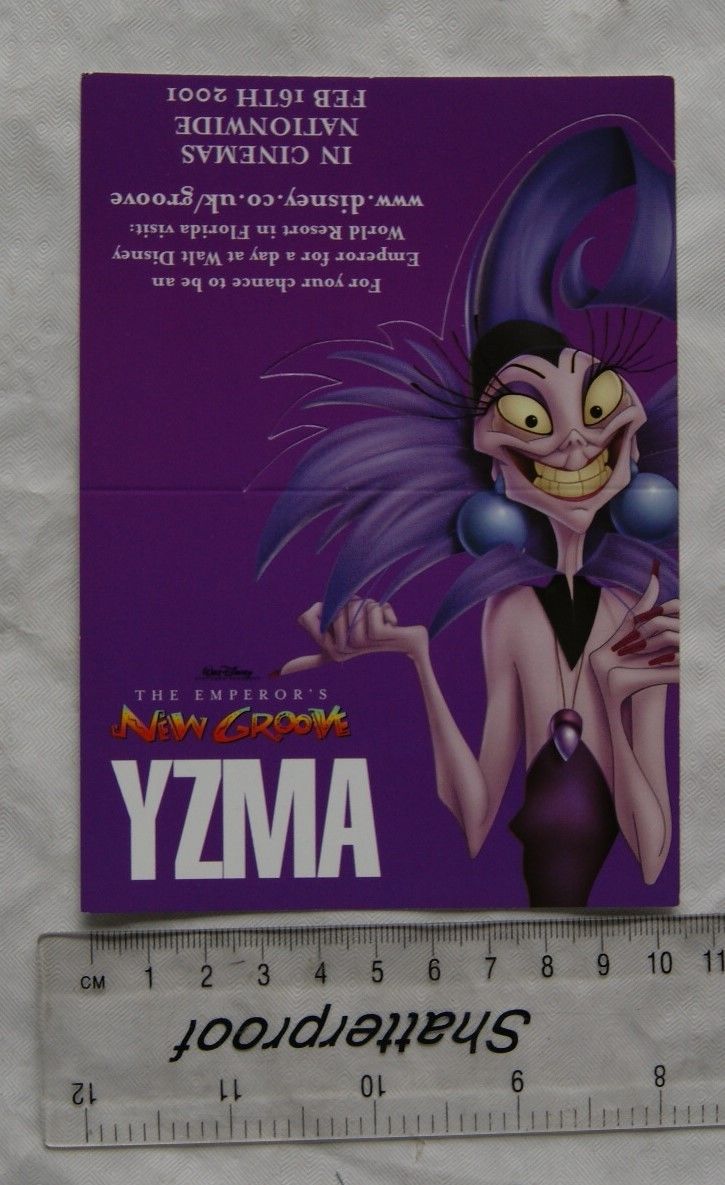 For your chance to be an
Emperor for a day at Walt Disney
World Resort in Florida visit:
www.disney.co.uk/groove
IN CINEMAS
NATIONWIDE
FEB 16TH 2001
Walt Disney
THE EMPEROR'S
NEW GROOVE
YZMA
CM 1 2 3 4 5 6 7 8 9 10 11
Shatterproof
8 9 10 11 12